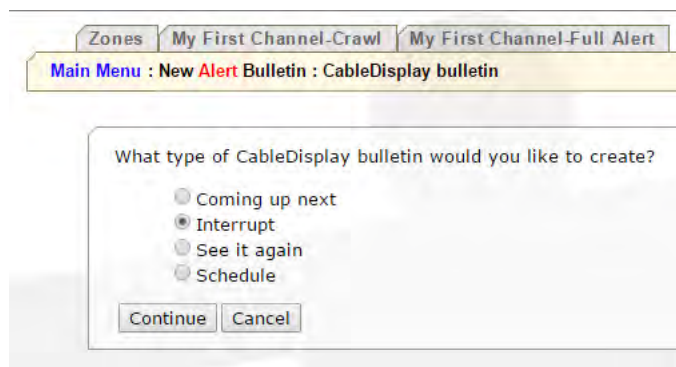 Zones My First Channel-Crawl My First Channel-Full Alert
Main Menu : New Alert Bulletin : CableDisplay bulletin
What type of CableDisplay bulletin would you like to create?
Coming up next
Interrupt
See it again
Schedule
Continue Cancel